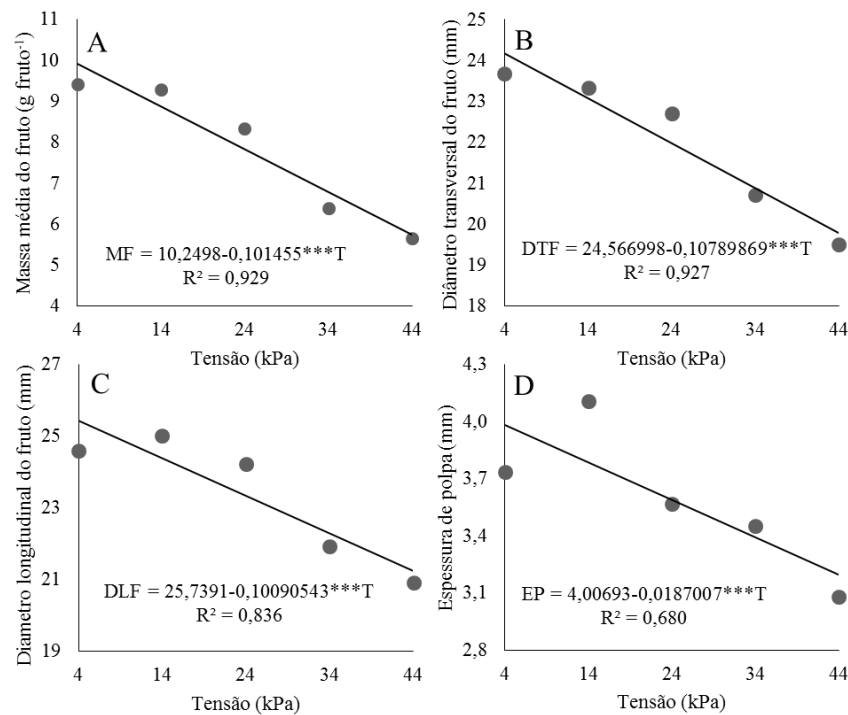 A
Massa média do fruto (g fruto⁻¹)
11
10
9
8
7
6
5
4
MF = 10,2498-0,101455***T
R² = 0,929
4 14 24 34 44
Tensão (kPa)
B
Diâmetro transversal do fruto (mm)
25
24
23
22
21
20
19
18
DTF = 24,566998-0,10789869***T
R² = 0,927
4 14 24 34 44
Tensão (kPa)
C
Diametro longitudinal do fruto (mm)
27
25
23
21
19
DLF = 25,7391-0,10090543***T
R² = 0,836
4 14 24 34 44
Tensão (kPa)
D
Espessura de polpa (mm)
4,3
4,0
3,7
3,4
3,1
2,8
EP = 4,00693-0,0187007***T
R² = 0,680
4 14 24 34 44
Tensão (kPa)